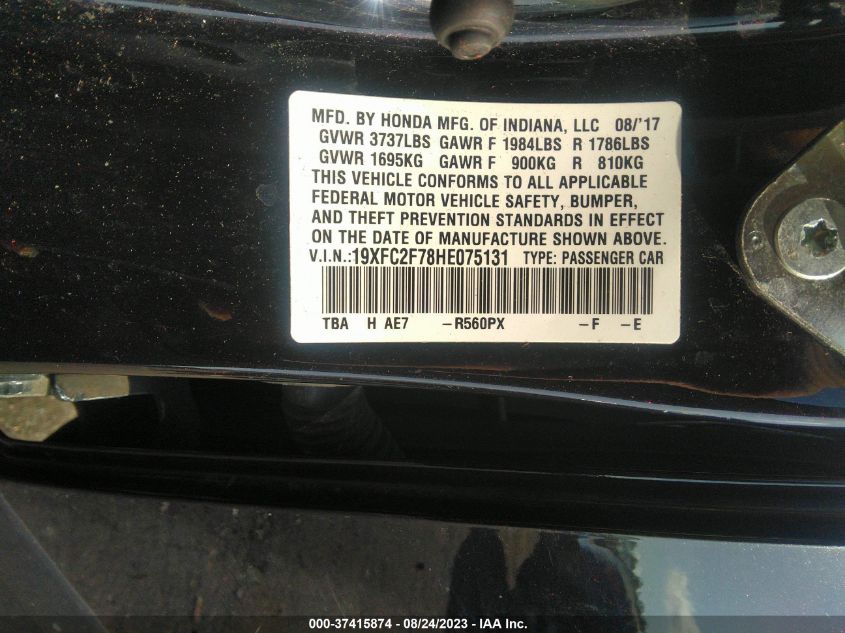 MFD. BY HONDA MFG. OF INDIANA, LLC 08/'17
GVWR 3737LBS GAWR F 1984LBS R 1786LBS
GVWR 1695KG GAWR F 900KG R 810KG
THIS VEHICLE CONFORMS TO ALL APPLICABLE
FEDERAL MOTOR VEHICLE SAFETY, BUMPER,
AND THEFT PREVENTION STANDARDS IN EFFECT
ON THE DATE OF MANUFACTURE SHOWN ABOVE.
V.I.N.:19XFC2F78HE075131 TYPE: PASSENGER CAR
TBA H AE7 –R560PX –F –E
000-37415874 - 08/24/2023 - IAA Inc.